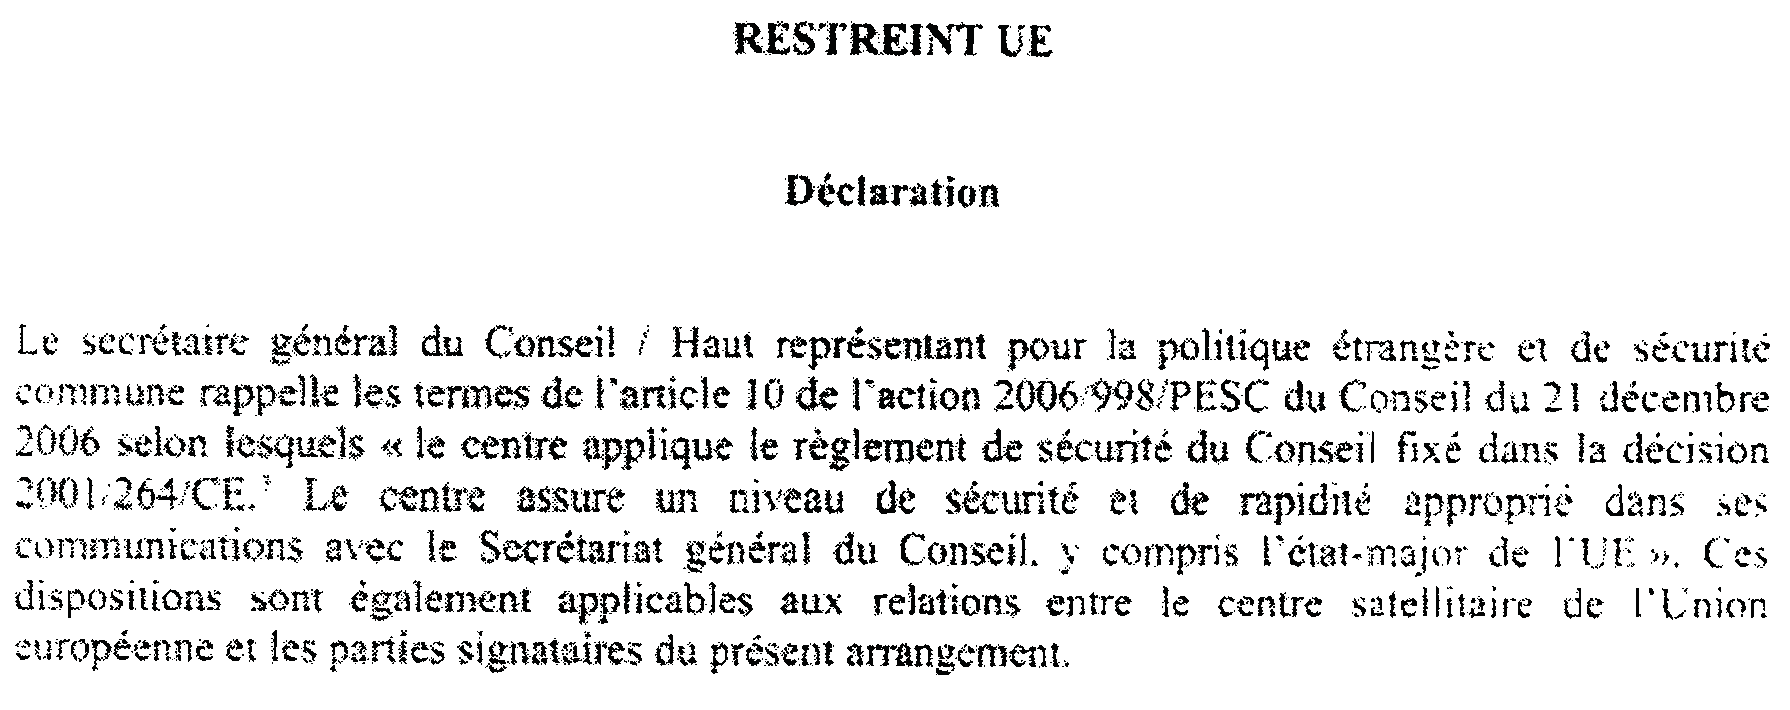 RESTREINT UE
Déclaration
Le secrétaire général du Conseil / Haut représentant pour la politique étrangère et de sécurité
commune rappelle les termes de l'article 10 de l'action 2006/998/PESC du Conseil du 21 décembre
2006 selon lesquels « le centre applique le règlement de sécurité du Conseil fixé dans la décision
2001/264/CE. Le centre assure un niveau de sécurité et de rapidité approprié dans ses
communications avec le Secrétariat général du Conseil, y compris l'état-major de l'UE ». Ces
dispositions sont également applicables aux relations entre le centre satellitaire de l'Union
européenne et les parties signataires du présent arrangement.